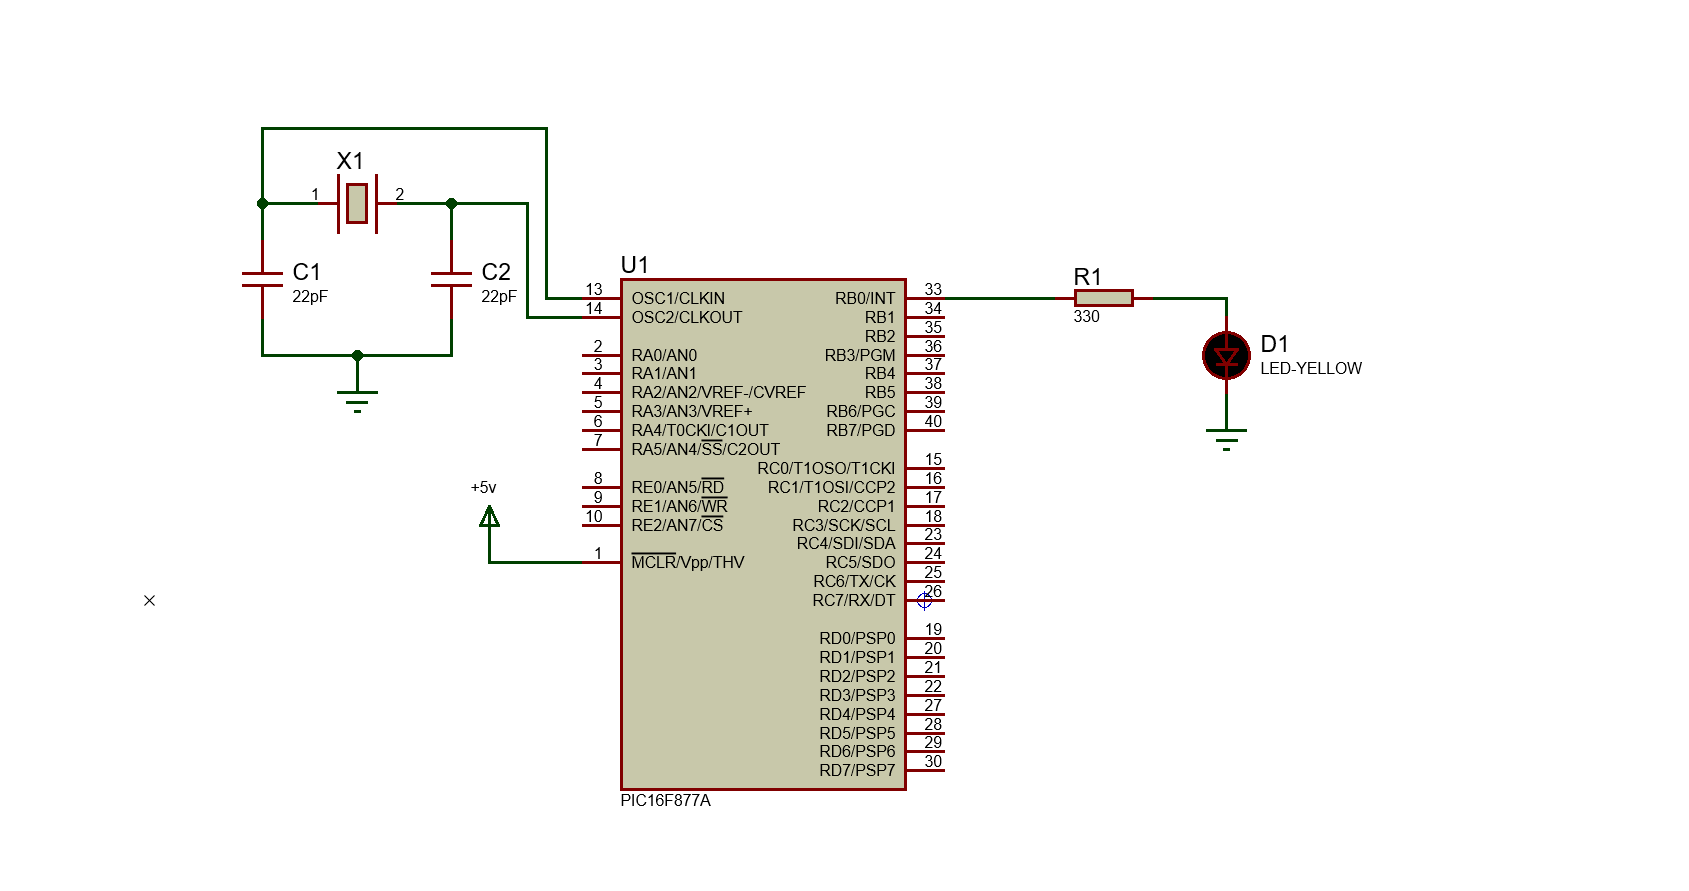 X1
1
2
C1
22pF
C2
22pF
U1
13
OSC1/CLKIN
14
OSC2/CLKOUT
2
RA0/AN0
3
RA1/AN1
4
RA2/AN2/VREF-/CVREF
5
RA3/AN3/VREF+
6
RA4/T0CKI/C1OUT
7
RA5/AN4/SS/C2OUT
8
RE0/AN5/RD
9
RE1/AN6/WR
10
RE2/AN7/CS
+5v
1
MCLR/Vpp/THV
RB0/INT
33
RB1
34
RB2
35
RB3/PGM
36
RB4
37
RB5
38
RB6/PGC
39
RB7/PGD
40
RC0/T1OSO/T1CKI
15
RC1/T1OSI/CCP2
16
RC2/CCP1
17
RC3/SCK/SCL
18
RC4/SDI/SDA
23
RC5/SDO
24
RC6/TX/CK
25
RC7/RX/DT
26
RD0/PSP0
19
RD1/PSP1
20
RD2/PSP2
21
RD3/PSP3
22
RD4/PSP4
27
RD5/PSP5
28
RD6/PSP6
29
RD7/PSP7
30
PIC16F877A
R1
330
D1
LED-YELLOW